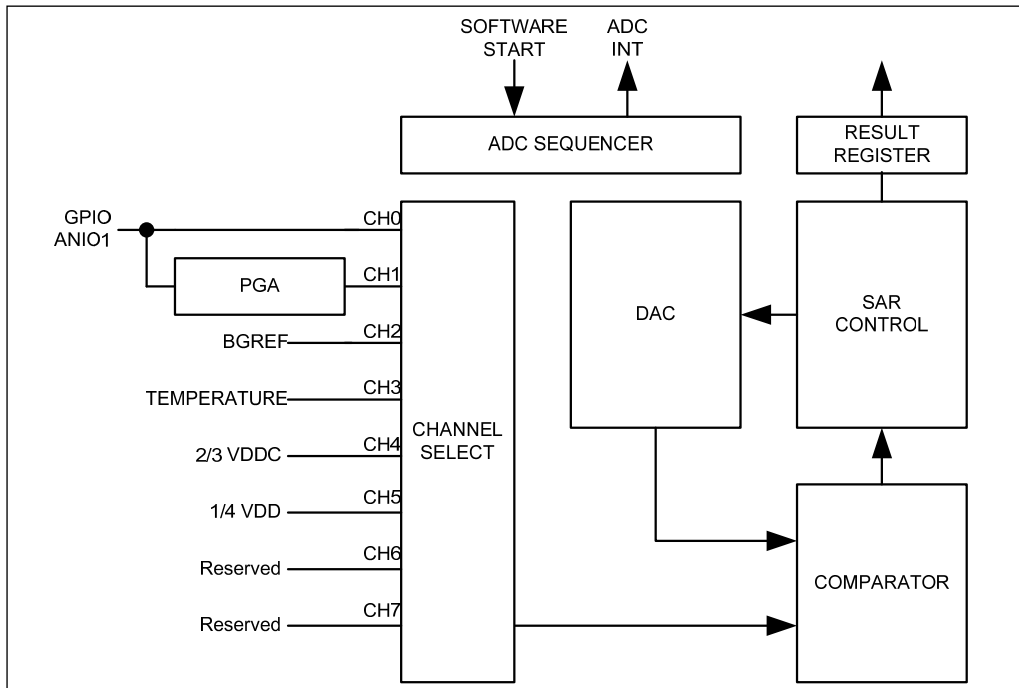 SOFTWARE
START
ADC
INT
ADC SEQUENCER
RESULT
REGISTER
GPIO
ANIO1
CH0
PGA
CH1
BGREF
CH2
TEMPERATURE
CH3
2/3 VDDC
CH4
1/4 VDD
CH5
Reserved
CH6
Reserved
CH7
CHANNEL
SELECT
DAC
SAR
CONTROL
COMPARATOR